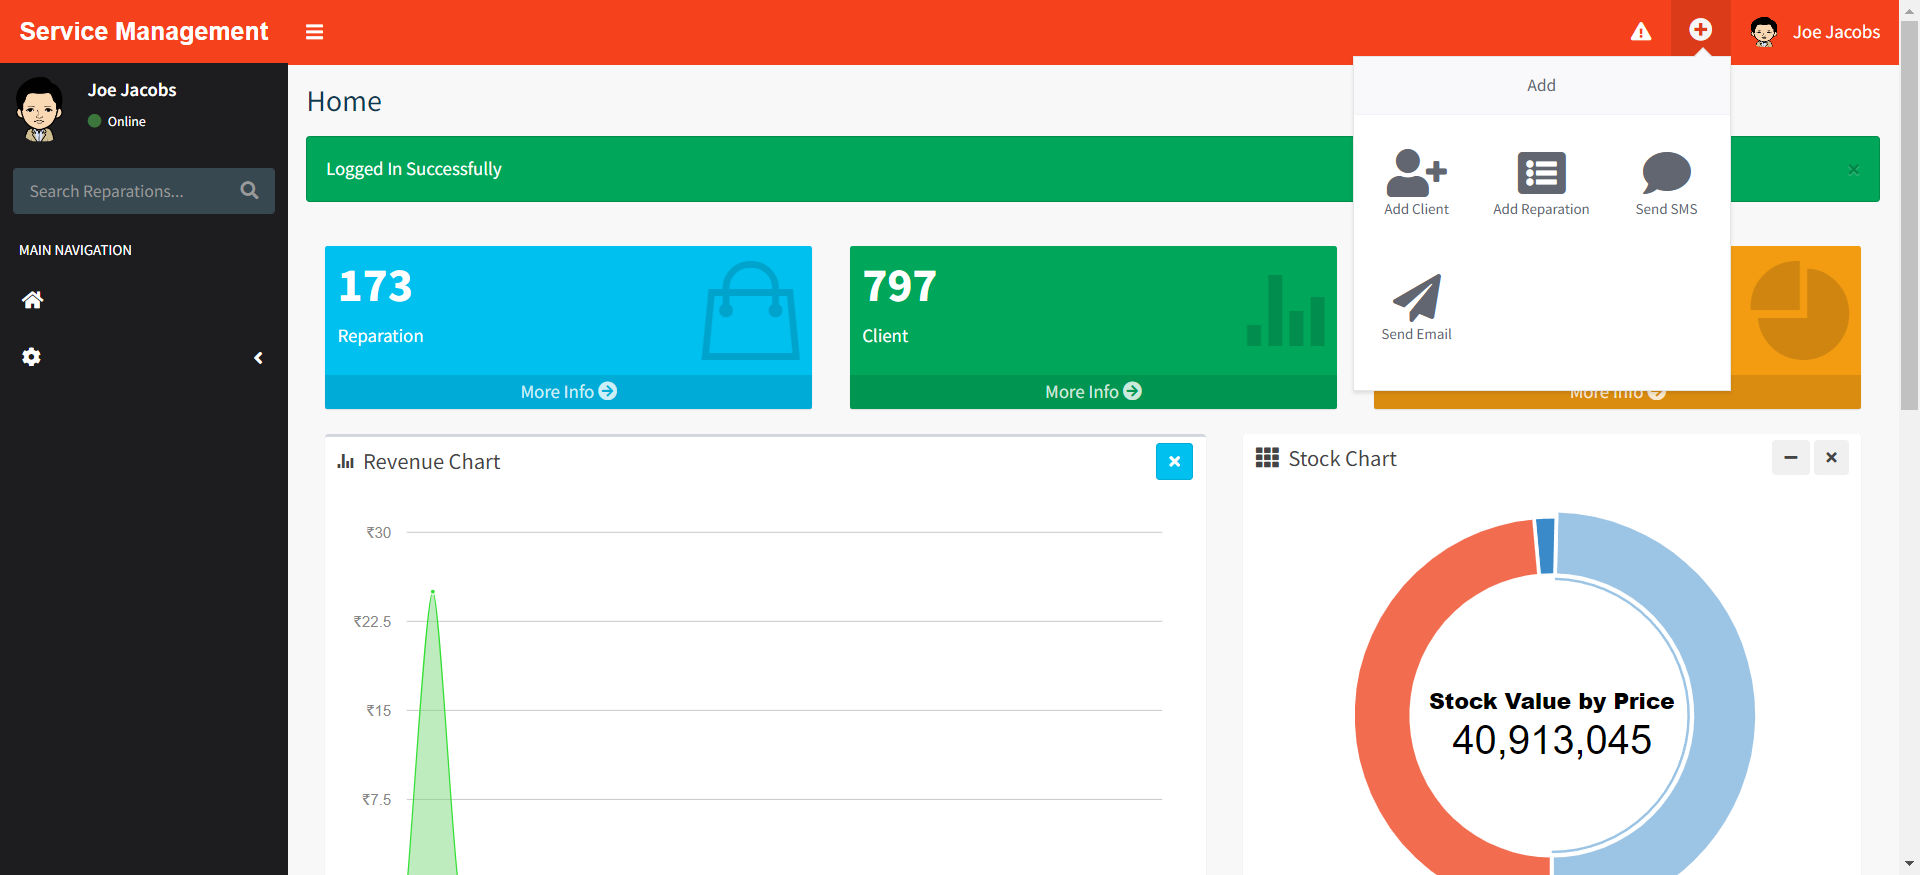 Service Management
Joe Jacobs
Joe Jacobs
Online
Search Reparations...
MAIN NAVIGATION
Home
Logged In Successfully
×
Add
Add Client
Add Reparation
Send SMS
Send Email
173
Reparation
More Info
797
Client
More Info
More Info
Revenue Chart
₹30
₹22.5
₹15
₹7.5
Stock Chart
Stock Value by Price
40,913,045